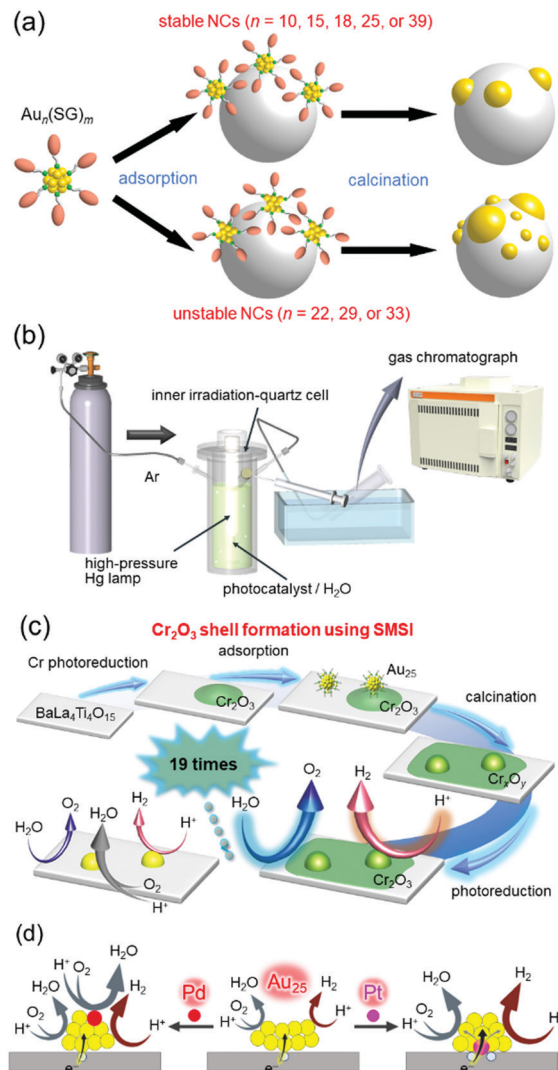 (a)
stable NCs (n = 10, 15, 18, 25, or 39)
Auₙ(SG)ₘ
adsorption
calcination
unstable NCs (n = 22, 29, or 33)
(b)
gas chromatograph
inner irradiation-quartz cell
Ar
high-pressure
Hg lamp
photocatalyst / H₂O
(c)
Cr₂O₃ shell formation using SMSI
Cr photoreduction
adsorption
Au₂₅
calcination
BaLa₄Ti₄O₁₅
Cr₂O₃
Cr₂O₃
CrₓOᵧ
19 times
O₂
H₂
H₂O
H⁺
O₂
H₂O
H₂
H₂O
H⁺
O₂
H⁺
Cr₂O₃
photoreduction
(d)
H₂O
H⁺ O₂
H₂O
H₂
O₂
H⁺
H⁺
e⁻
Pd
Au₂₅
H₂O
H₂
O₂
H⁺
H⁺
e⁻
Pt
H₂O
H₂
O₂
H⁺
e⁻